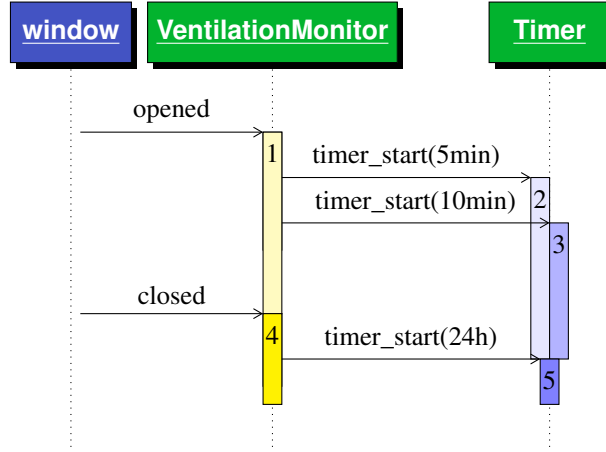 window VentilationMonitor Timer
opened
1 timer_start(5min)
2
timer_start(10min)
3
closed
4 timer_start(24h)
5